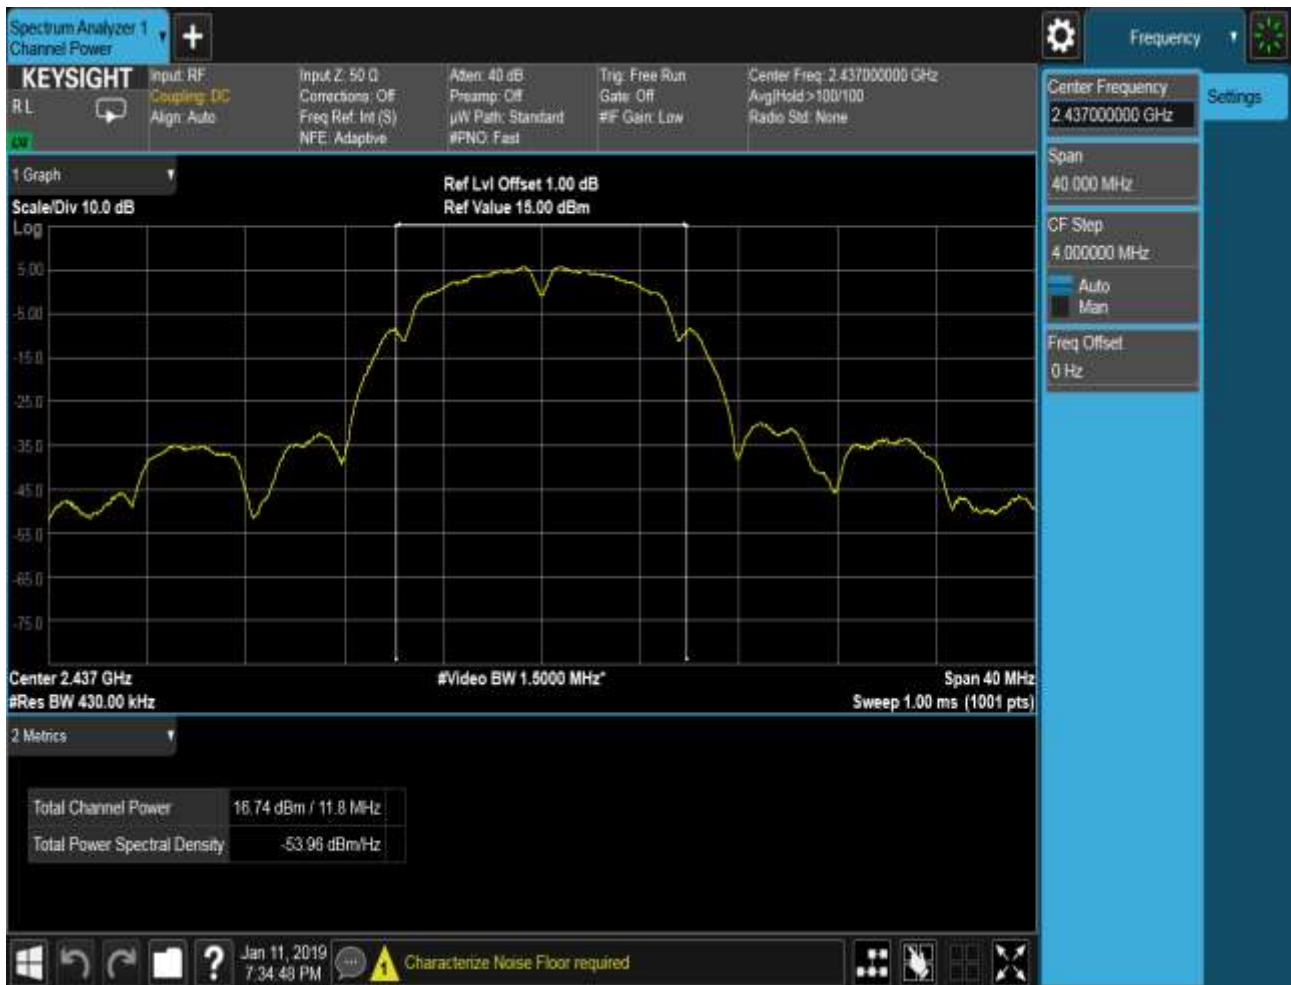 Spectrum Analyzer 1
Channel Power
Frequency
KEYSIGHT
R L
Input: RF
Coupling: DC
Align: Auto
Input Z: 50 Ω
Corrections: Off
Freq Ref: Int (S)
NFE: Adaptive
Atten: 40 dB
Preamp: Off
µW Path: Standard
#PNO: Fast
Trig: Free Run
Gate: Off
#IF Gain: Low
Center Freq: 2.437000000 GHz
Avg|Hold >100/100
Radio Std: None
Center Frequency
2.437000000 GHz
Settings
Span
40.000 MHz
CF Step
4.000000 MHz
Auto
Man
Freq Offset
0 Hz
1 Graph
Scale/Div 10.0 dB
Ref Lvl Offset 1.00 dB
Ref Value 15.00 dBm
Log
5.00
-5.00
-15.0
-25.0
-35.0
-45.0
-55.0
-65.0
-75.0
Center 2.437 GHz
#Video BW 1.5000 MHz*
Span 40 MHz
#Res BW 430.00 kHz
Sweep 1.00 ms (1001 pts)
2 Metrics
Total Channel Power 16.74 dBm / 11.8 MHz
Total Power Spectral Density -53.96 dBm/Hz
Jan 11, 2019
7:34:48 PM
1
Characterize Noise Floor required